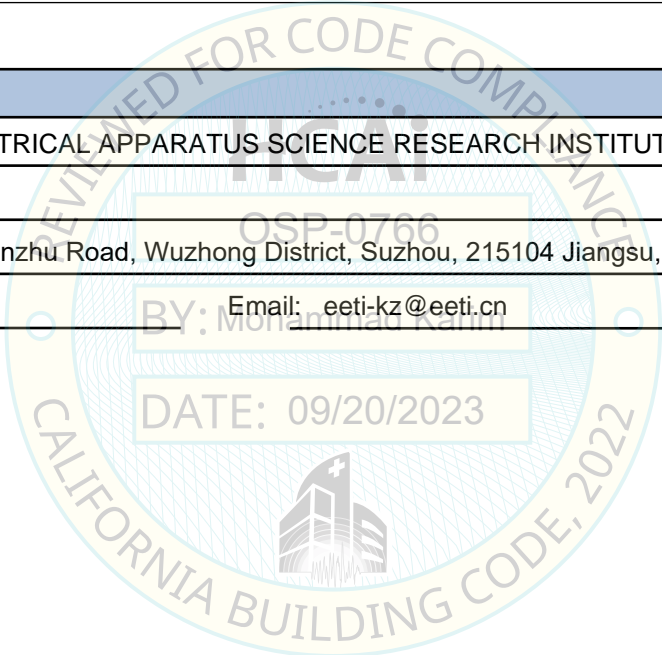 REVIEWED FOR CODE COMPLIANCE
HCAi
TRICAL APPARATUS SCIENCE RESEARCH INSTITUT
OSP-0766
nzhu Road, Wuzhong District, Suzhou, 215104 Jiangsu,
Email: eeti-kz@eeti.cn
BY: Mohammad Karim
DATE: 09/20/2023
CALIFORNIA BUILDING CODE, 2022